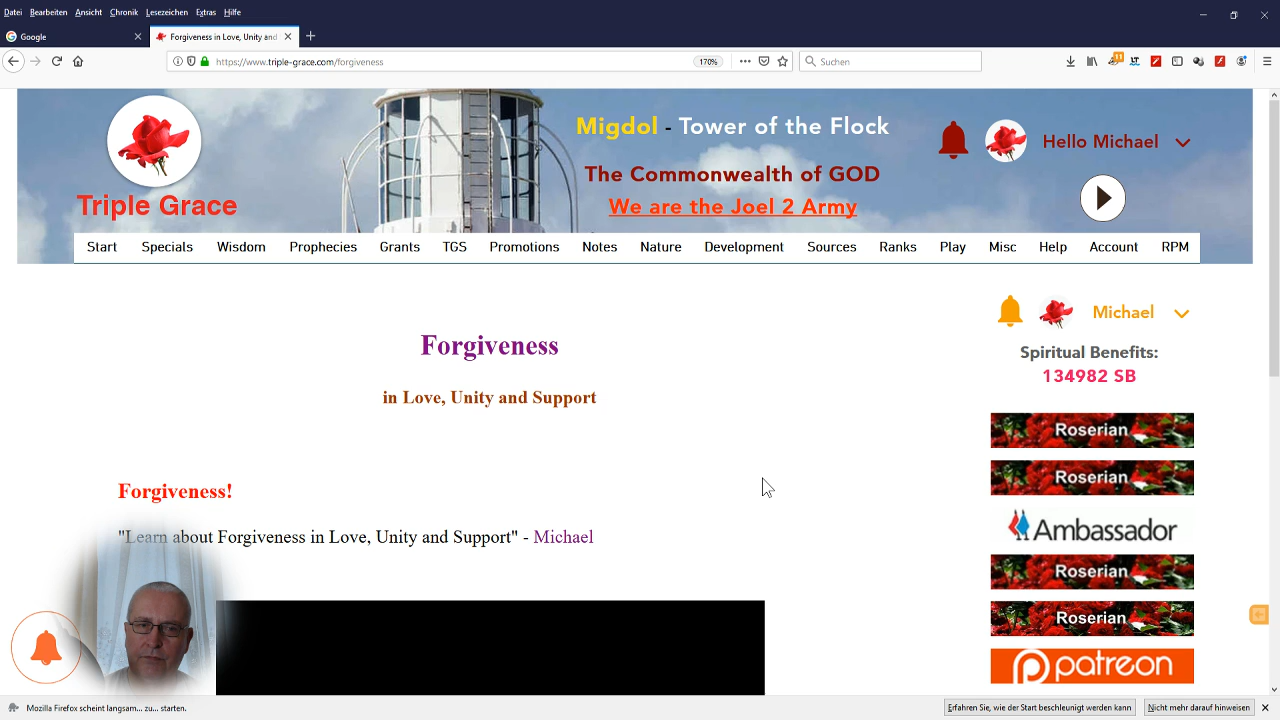 Datei Bearbeiten Ansicht Chronik Lesezeichen Extras Hilfe
Google
Forgiveness in Love, Unity and
https://www.triple-grace.com/forgiveness
170%
Suchen
11
Migdol - Tower of the Flock
The Commonwealth of GOD
We are the Joel 2 Army
Triple Grace
Hello Michael
Start Specials Wisdom Prophecies Grants TGS Promotions Notes Nature Development Sources Ranks Play Misc Help Account RPM
Michael
Spiritual Benefits:
134982 SB
Forgiveness
in Love, Unity and Support
Forgiveness!
"Learn about Forgiveness in Love, Unity and Support" - Michael
Roserian
Roserian
Ambassador
Roserian
Roserian
patreon
Mozilla Firefox scheint langsam... zu... starten.
Erfahren Sie, wie der Start beschleunigt werden kann
Nicht mehr darauf hinweisen